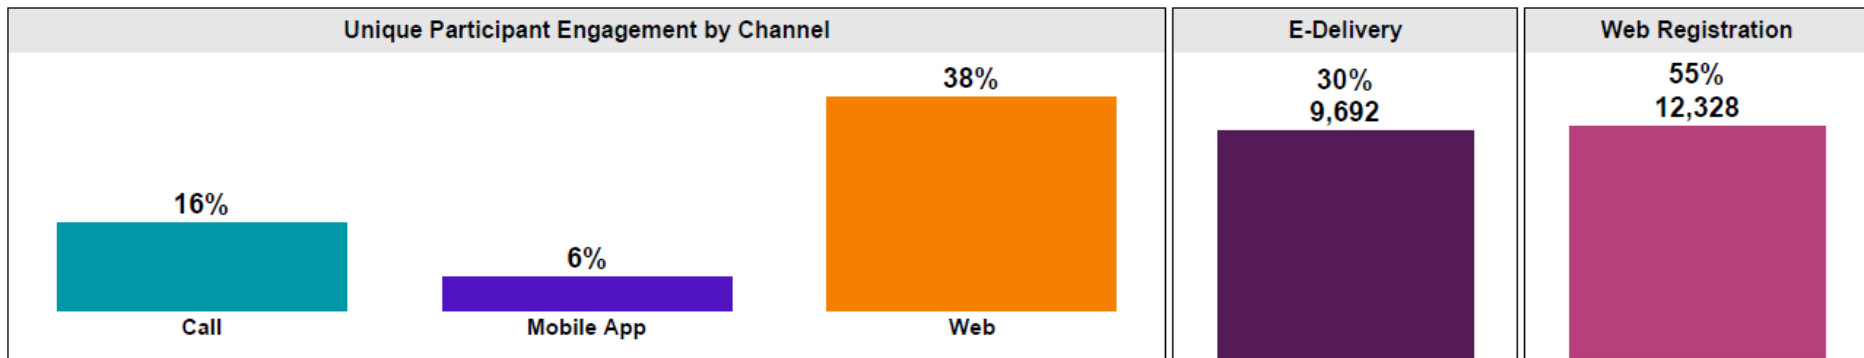 Unique Participant Engagement by Channel
16%
Call
6%
Mobile App
38%
Web
E-Delivery
30%
9,692
Web Registration
55%
12,328